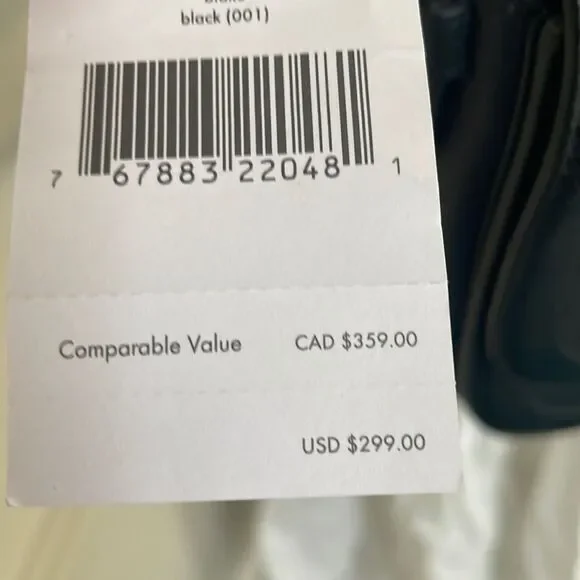 black (001)
7 67883 22048 1
Comparable Value CAD $359.00
USD $299.00